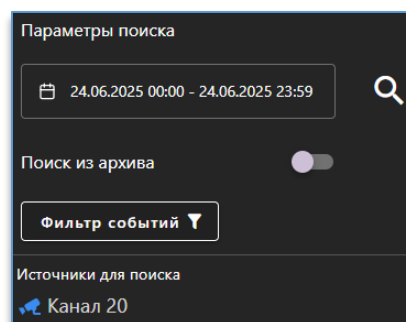 Параметры поиска
24.06.2025 00:00 - 24.06.2025 23:59
Поиск из архива
Фильтр событий
Источники для поиска
Канал 20